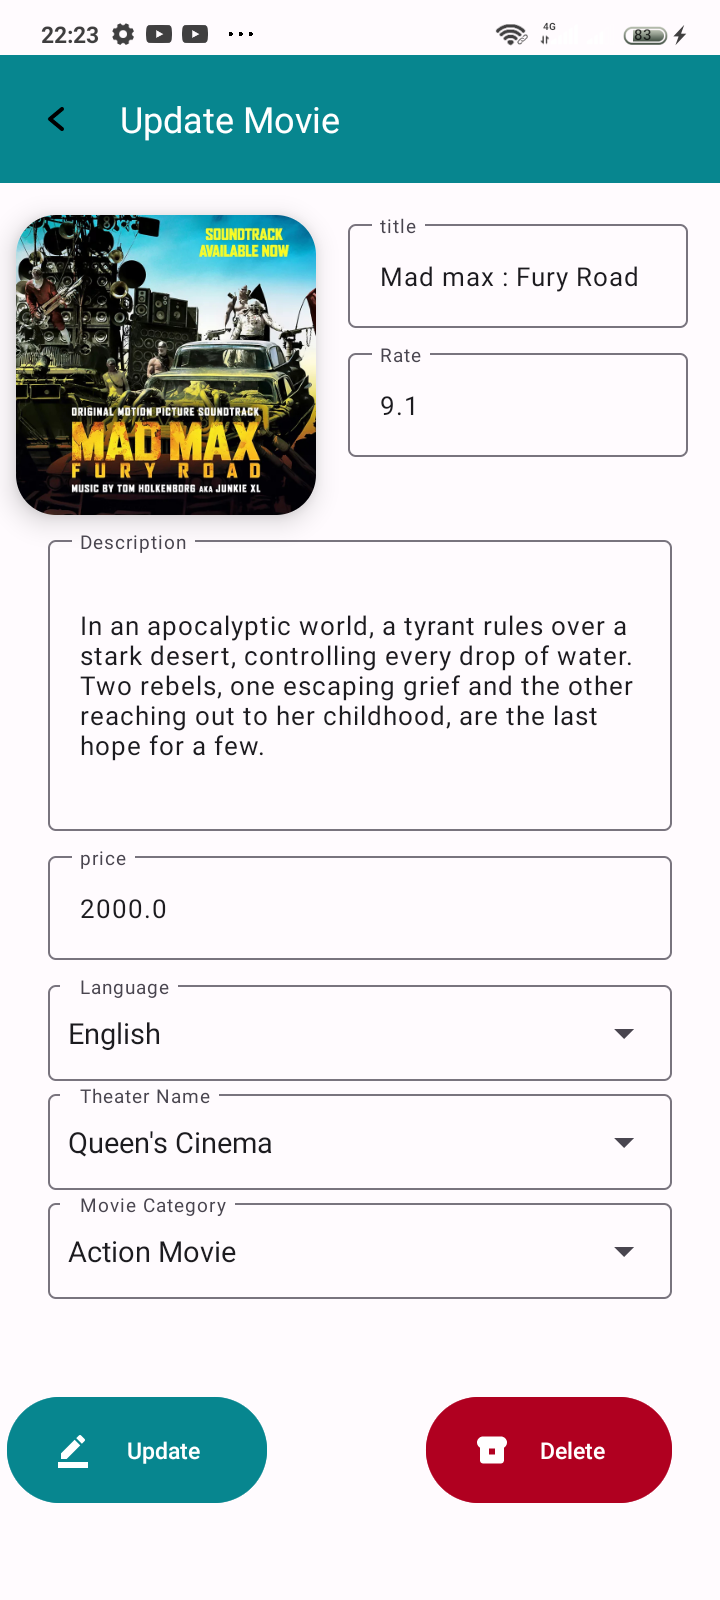 22:23
4G
83
Update Movie
SOUNDTRACK
AVAILABLE NOW
ORIGINAL MOTION PICTURE SOUNDTRACK
MAD MAX
FURY ROAD
MUSIC BY TOM HOLKENBORG AKA JUNKIE XL
title
Mad max : Fury Road
Rate
9.1
Description
In an apocalyptic world, a tyrant rules over a
stark desert, controlling every drop of water.
Two rebels, one escaping grief and the other
reaching out to her childhood, are the last
hope for a few.
price
2000.0
Language
English
Theater Name
Queen's Cinema
Movie Category
Action Movie
Update
Delete